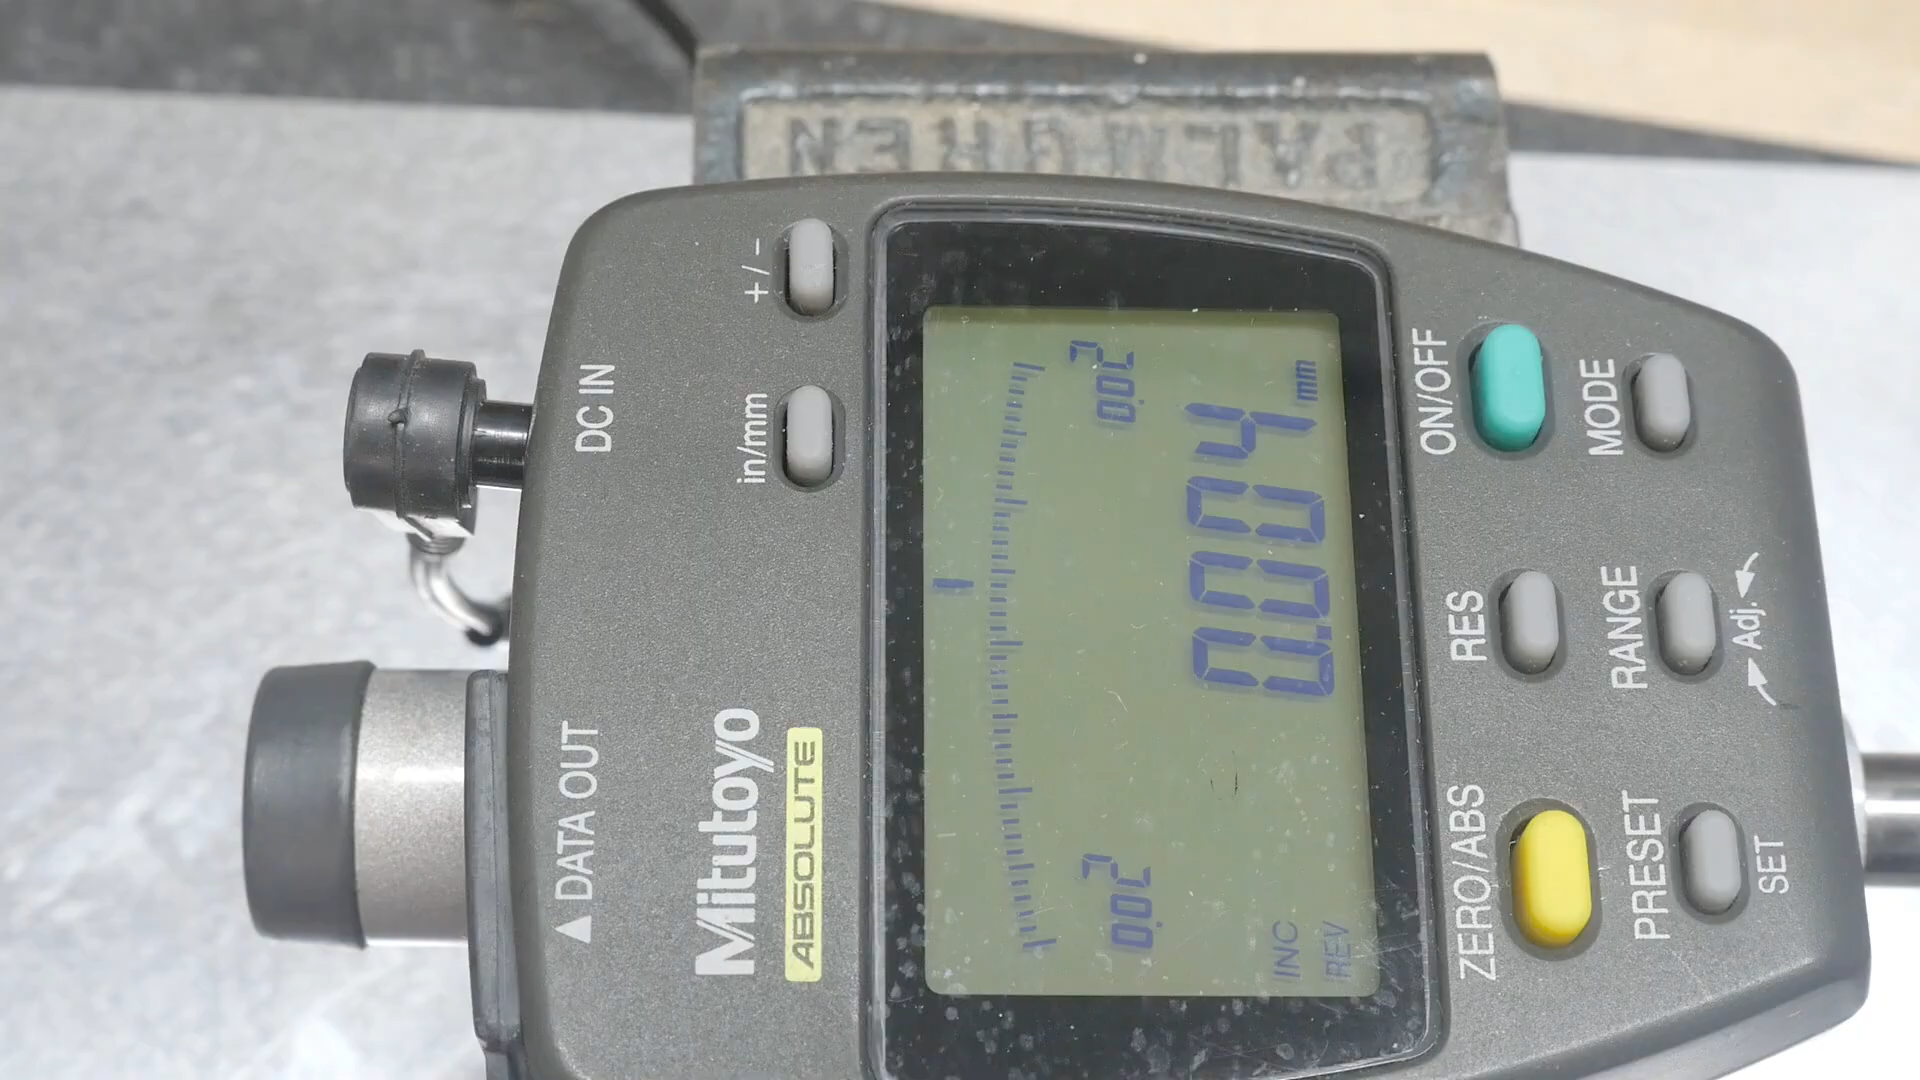 PALMGREN
DC IN
DATA OUT
in/mm
+/-
Mitutoyo
ABSOLUTE
0.02
0.02
0.004 mm
INC
REV
ON/OFF
RES
ZERO/ABS
MODE
RANGE
PRESET
Adj.
SET